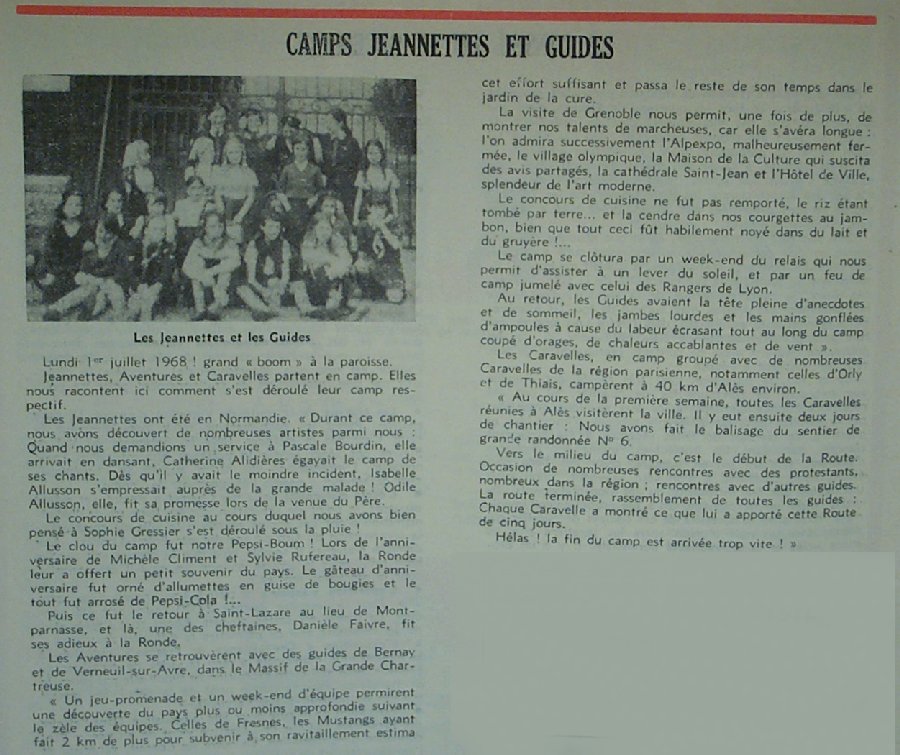 CAMPS JEANNETTES ET GUIDES
Les Jeannettes et les Guides
Lundi 1er juillet 1968 ! grand « boom » à la paroisse.
Jeannettes, Aventures et Caravelles partent en camp. Elles
nous racontent ici comment s'est déroulé leur camp res-
pectif.
Les Jeannettes ont été en Normandie. « Durant ce camp,
nous avons découvert de nombreuses artistes parmi nous :
Quand nous demandions un service à Pascale Bourdin, elle
arrivait en dansant, Catherine Alidières égayait le camp de
ses chants. Dès qu'il y avait le moindre incident, Isabelle
Allusson s'empressait auprès de la grande malade ! Odile
Allusson, elle, fit sa promesse lors de la venue du Père.
Le concours de cuisine au cours duquel nous avons bien
pensé à Sophie Gressier s'est déroulé sous la pluie !
Le clou du camp fut notre Pepsi-Boum ! Lors de l'anni-
versaire de Michèle Climent et Sylvie Rufereau, la Ronde
leur a offert un petit souvenir du pays. Le gâteau d'anni-
versaire fut orné d'allumettes en guise de bougies et le
tout fut arrosé de Pepsi-Cola !...
Puis ce fut le retour à Saint-Lazare au lieu de Mont-
parnasse, et là, une des cheftaines, Danièle Faivre, fit
ses adieux à la Ronde.
Les Aventures se retrouvèrent avec des guides de Bernay
et de Verneuil-sur-Avre, dans le Massif de la Grande Char-
treuse.
« Un jeu-promenade et un week-end d'équipe permirent
une découverte du pays plus ou moins approfondie suivant
le zèle des équipes. Celles de Fresnes, les Mustangs ayant
fait 2 km de plus pour subvenir à son ravitaillement estima
cet effort suffisant et passa le reste de son temps dans le
jardin de la cure.
La visite de Grenoble nous permit, une fois de plus, de
montrer nos talents de marcheuses, car elle s'avéra longue :
l'on admira successivement l'Alpexpo, malheureusement fer-
mée, le village olympique, la Maison de la Culture qui suscita
des avis partagés, la cathédrale Saint-Jean et l'Hôtel de Ville,
splendeur de l'art moderne.
Le concours de cuisine ne fut pas remporté, le riz étant
tombé par terre... et la cendre dans nos courgettes au jam-
bon, bien que tout ceci fût habilement noyé dans du lait et
du gruyère !...
Le camp se clôtura par un week-end du relais qui nous
permit d'assister à un lever du soleil, et par un feu de
camp jumelé avec celui des Rangers de Lyon.
Au retour, les Guides avaient la tête pleine d'anecdotes
et de sommeil, les jambes lourdes et les mains gonflées
d'ampoules à cause du labeur écrasant tout au long du camp
coupé d'orages, de chaleurs accablantes et de vent ».
Les Caravelles, en camp groupé avec de nombreuses
Caravelles de la région parisienne, notamment celles d'Orly
et de Thiais, campèrent à 40 km d'Alès environ.
« Au cours de la première semaine, toutes les Caravelles
réunies à Alès visitèrent la ville. Il y eut ensuite deux jours
de chantier : Nous avons fait le balisage du sentier de
grande randonnée N° 6.
Vers le milieu du camp, c'est le début de la Route.
Occasion de nombreuses rencontres avec des protestants,
nombreux dans la région ; rencontres avec d'autres guides.
La route terminée, rassemblement de toutes les guides :
Chaque Caravelle a montré ce que lui a apporté cette Route
de cinq jours.
Hélas ! la fin du camp est arrivée trop vite ! »